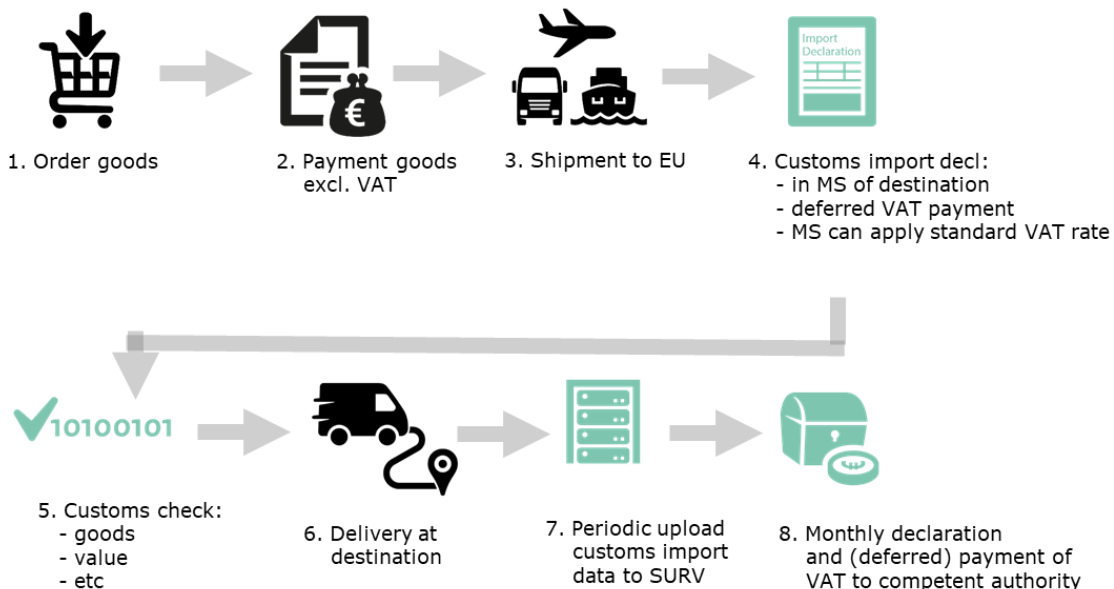 Import
Declaration
€
1. Order goods
2. Payment goods
excl. VAT
3. Shipment to EU
4. Customs import decl:
- in MS of destination
- deferred VAT payment
- MS can apply standard VAT rate
10100101
5. Customs check:
- goods
- value
- etc
6. Delivery at
destination
7. Periodic upload
customs import
data to SURV
8. Monthly declaration
and (deferred) payment of
VAT to competent authority